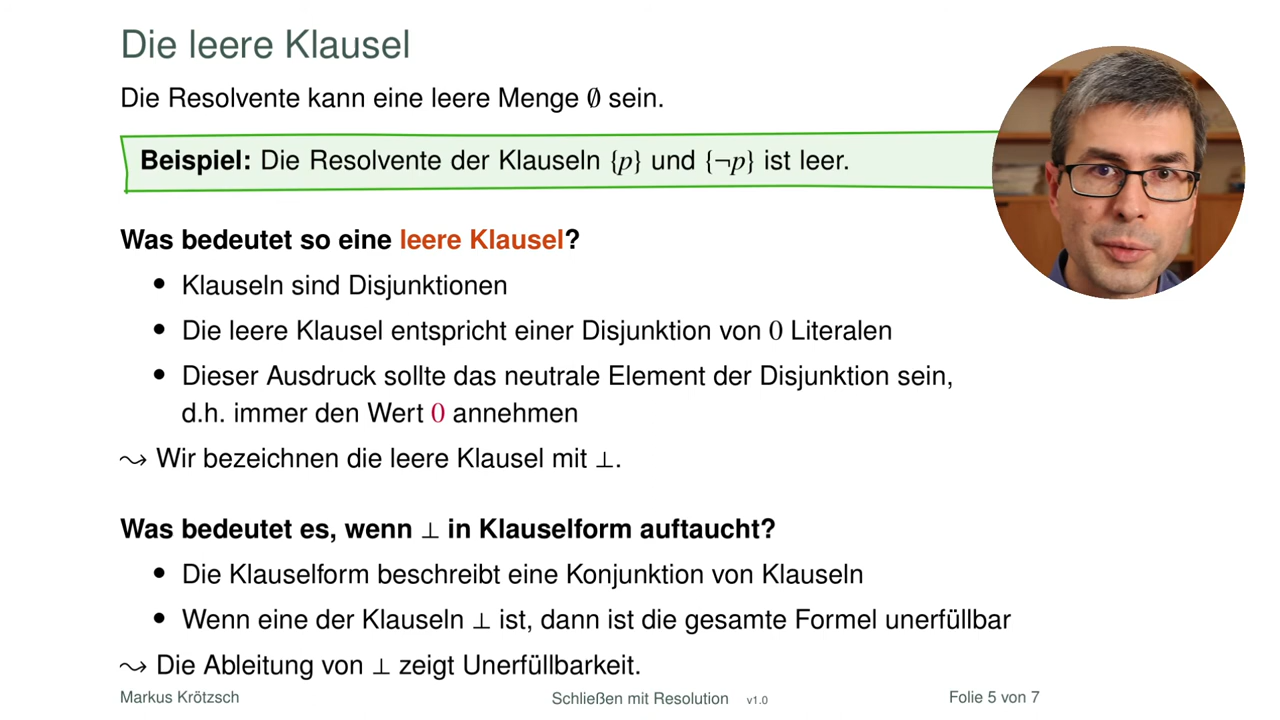 Die leere Klausel
Die Resolvente kann eine leere Menge ∅ sein.
Beispiel: Die Resolvente der Klauseln {p} und {¬p} ist leer.
Was bedeutet so eine leere Klausel?
• Klauseln sind Disjunktionen
• Die leere Klausel entspricht einer Disjunktion von 0 Literalen
• Dieser Ausdruck sollte das neutrale Element der Disjunktion sein,
d.h. immer den Wert 0 annehmen
⤳ Wir bezeichnen die leere Klausel mit ⊥.
Was bedeutet es, wenn ⊥ in Klauselform auftaucht?
• Die Klauselform beschreibt eine Konjunktion von Klauseln
• Wenn eine der Klauseln ⊥ ist, dann ist die gesamte Formel unerfüllbar
⤳ Die Ableitung von ⊥ zeigt Unerfüllbarkeit.
Markus Krötzsch Schließen mit Resolution v1.0 Folie 5 von 7